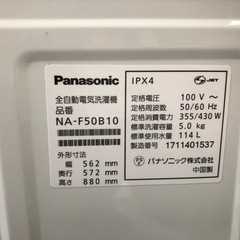 Panasonic
全自動電気洗濯機
品番
NA-F50B10
外形寸法
幅 562 mm
奥行 572 mm
高さ 880 mm
IPX4
JET
定格電圧 100 V～
定格周波数 50/60 Hz
定格消費電力 355/430 W
標準洗濯容量 5.0 kg
標準使用水量 114 L
製造番号 1711401537
パナソニック株式会社
中国製